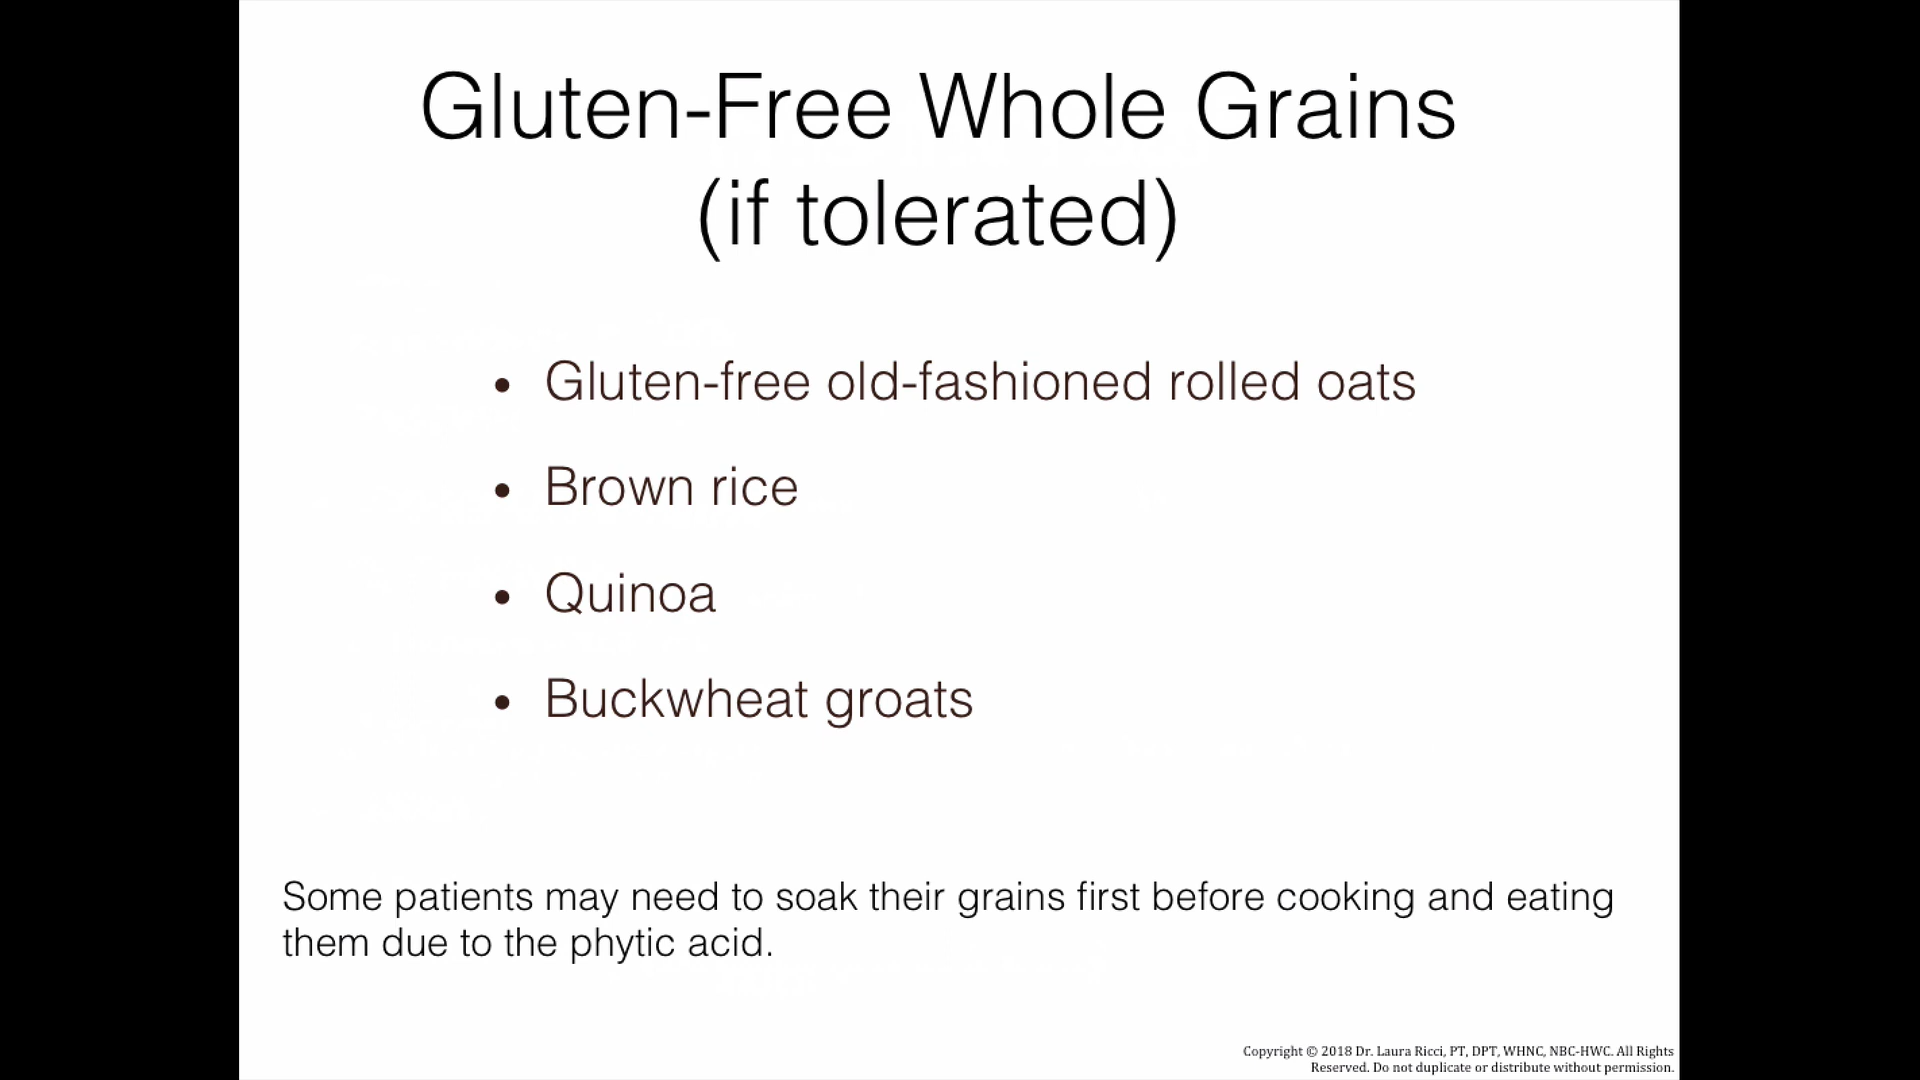 Gluten-Free Whole Grains
(if tolerated)
• Gluten-free old-fashioned rolled oats
• Brown rice
• Quinoa
• Buckwheat groats
Some patients may need to soak their grains first before cooking and eating
them due to the phytic acid.
Copyright © 2018 Dr. Laura Ricci, PT, DPT, WHNC, NBC-HWC. All Rights
Reserved. Do not duplicate or distribute without permission.